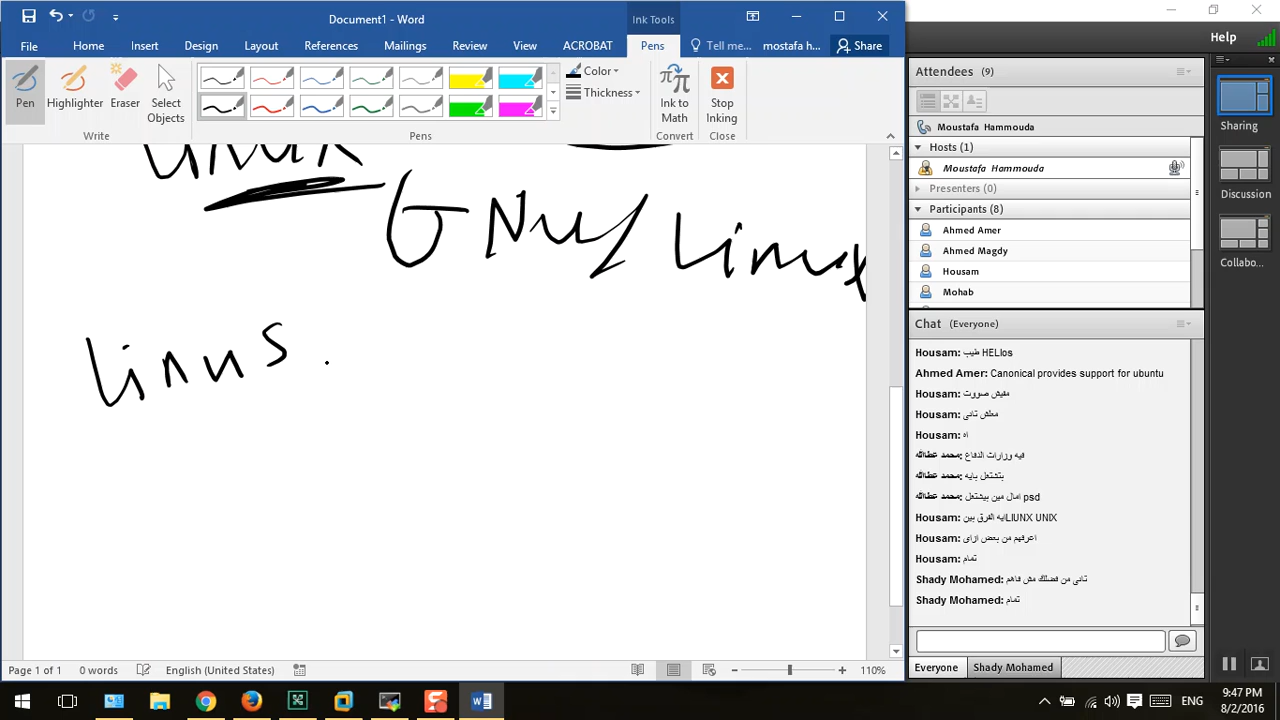 Document1 - Word
Ink Tools
File
Home
Insert
Design
Layout
References
Mailings
Review
View
ACROBAT
Pens
Tell me...
mostafa h...
Share
Pen
Highlighter
Eraser
Select Objects
Color
Thickness
Ink to Math
Stop Inking
Write
Pens
Convert
Close
GNU/Linux
linus .
Page 1 of 1
0 words
English (United States)
110%
Help
Attendees (9)
Moustafa Hammouda
Hosts (1)
Moustafa Hammouda
Presenters (0)
Participants (8)
Ahmed Amer
Ahmed Magdy
Housam
Mohab
Sharing
Discussion
Collabo...
Chat (Everyone)
Housam: طيب HELlos
Ahmed Amer: Canonical provides support for ubuntu
Housam: مفيش صووت
Housam: معلش تانى
Housam: اه
محمد عطاالله: فيه وزارات الدفاع
محمد عطاالله: بتشتغل بايه
محمد عطاالله: امال مين بيشتغل psd
Housam: ايه الفرق بين LIUNX UNIX
Housam: اعرفهم من بعض ازاى
Housam: تمام
Shady Mohamed: تانى من فضلك مش فاهم
Shady Mohamed: تمام
Everyone
Shady Mohamed
ENG
9:47 PM
8/2/2016